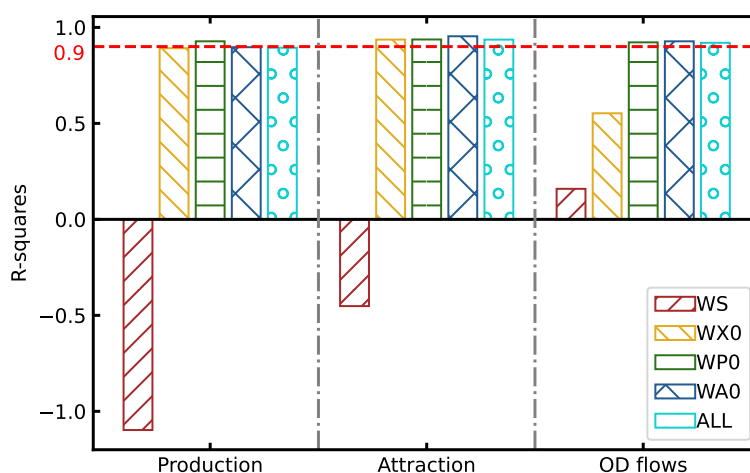 1.0
0.9
0.5
0.0
−0.5
−1.0
R-squares
WS
WX0
WP0
WA0
ALL
Production
Attraction
OD flows